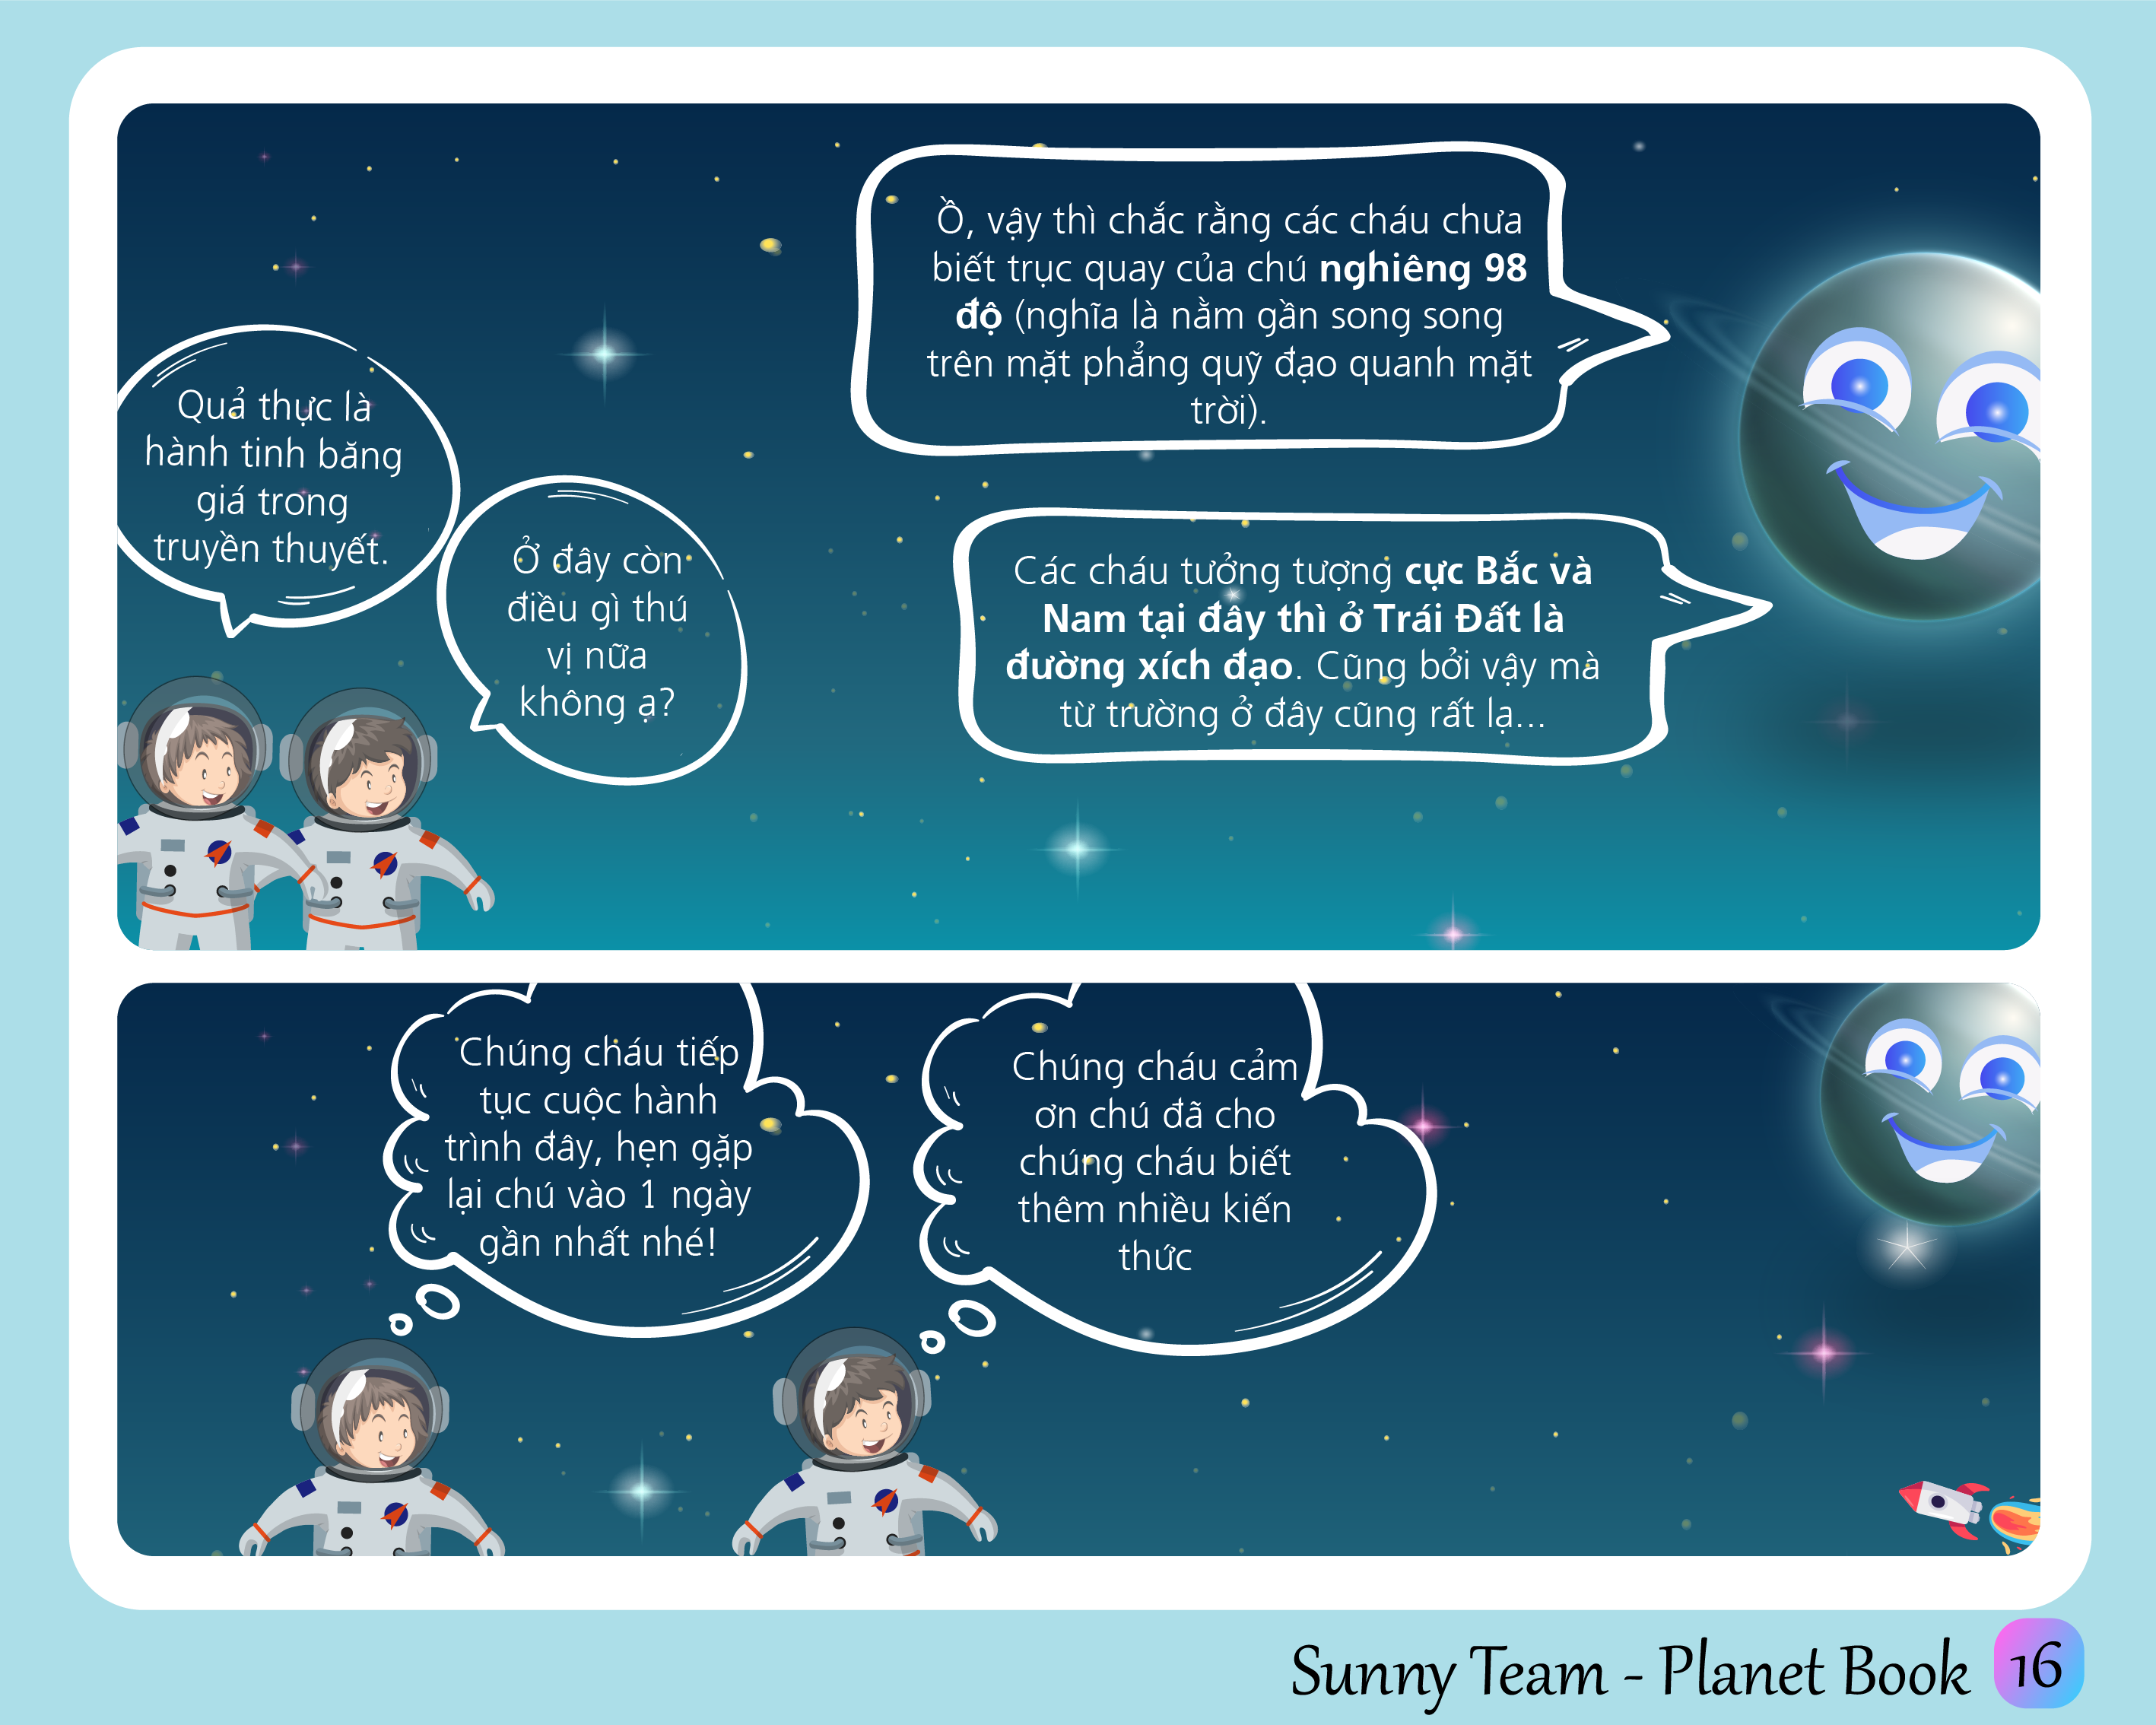 Quả thực là
hành tinh băng
giá trong
truyền thuyết.
Ở đây còn
điều gì thú
vị nữa
không ạ?
Ồ, vậy thì chắc rằng các cháu chưa
biết trục quay của chú nghiêng 98
độ (nghĩa là nằm gần song song
trên mặt phẳng quỹ đạo quanh mặt
trời).
Các cháu tưởng tượng cực Bắc và
Nam tại đây thì ở Trái Đất là
đường xích đạo. Cũng bởi vậy mà
từ trường ở đây cũng rất lạ...
Chúng cháu tiếp
tục cuộc hành
trình đây, hẹn gặp
lại chú vào 1 ngày
gần nhất nhé!
Chúng cháu cảm
ơn chú đã cho
chúng cháu biết
thêm nhiều kiến
thức
Sunny Team - Planet Book 16